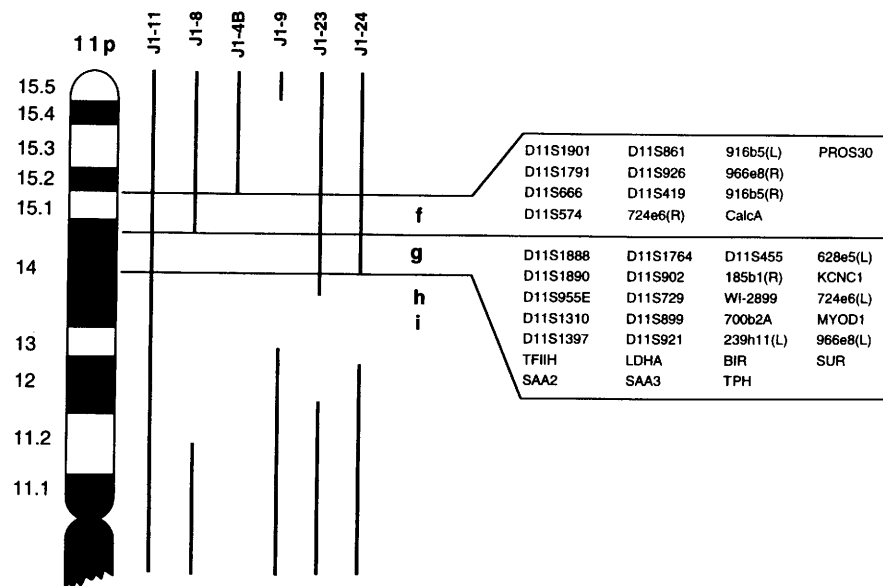 11p
J1-11
J1-8
J1-4B
J1-9
J1-23
J1-24
15.5
15.4
15.3
15.2
15.1
14
13
12
11.2
11.1
f
g
h
i
D11S1901 D11S861 916b5(L) PROS30
D11S1791 D11S926 966e8(R)
D11S666 D11S419 916b5(R)
D11S574 724e6(R) CalcA
D11S1888 D11S1764 D11S455 628e5(L)
D11S1890 D11S902 185b1(R) KCNC1
D11S955E D11S729 WI-2899 724e6(L)
D11S1310 D11S899 700b2A MYOD1
D11S1397 D11S921 239h11(L) 966e8(L)
TFIIH LDHA BIR SUR
SAA2 SAA3 TPH